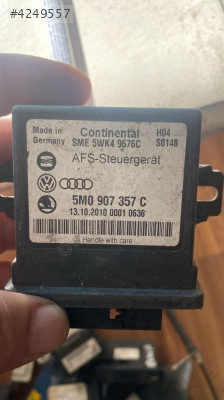 #4249557
Made in Germany
Continental
SME 5WK4 9676C
H04
S0148
AFS-Steuergerät
5M0 907 357 C
13.10.2010 0001 0636
Handle with care